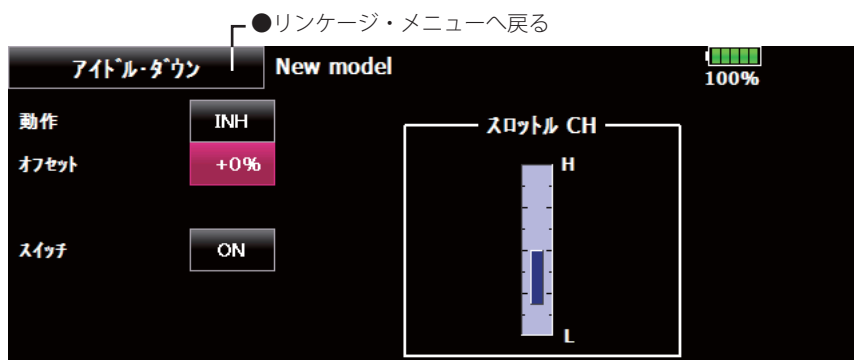 ●リンケージ・メニューへ戻る
アイドル・ダウン New model 100%
動作 INH
オフセット +0%
スイッチ ON
スロットル CH
H
L